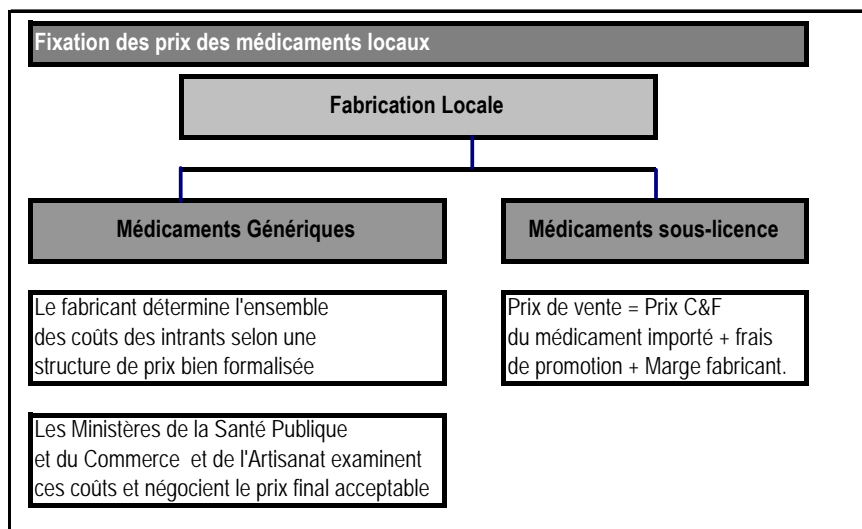 Fixation des prix des médicaments locaux
Fabrication Locale
Médicaments Génériques
Le fabricant détermine l'ensemble
des coûts des intrants selon une
structure de prix bien formalisée
Les Ministères de la Santé Publique
et du Commerce et de l'Artisanat examinent
ces coûts et négocient le prix final acceptable
Médicaments sous-licence
Prix de vente = Prix C&F
du médicament importé + frais
de promotion + Marge fabricant.